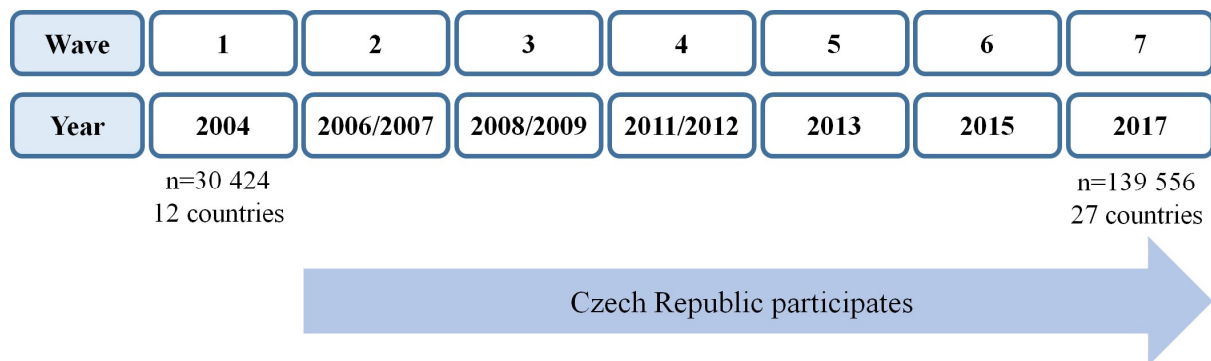 Wave 1 2 3 4 5 6 7
Year 2004 2006/2007 2008/2009 2011/2012 2013 2015 2017
n=30 424 n=139 556
12 countries 27 countries
Czech Republic participates